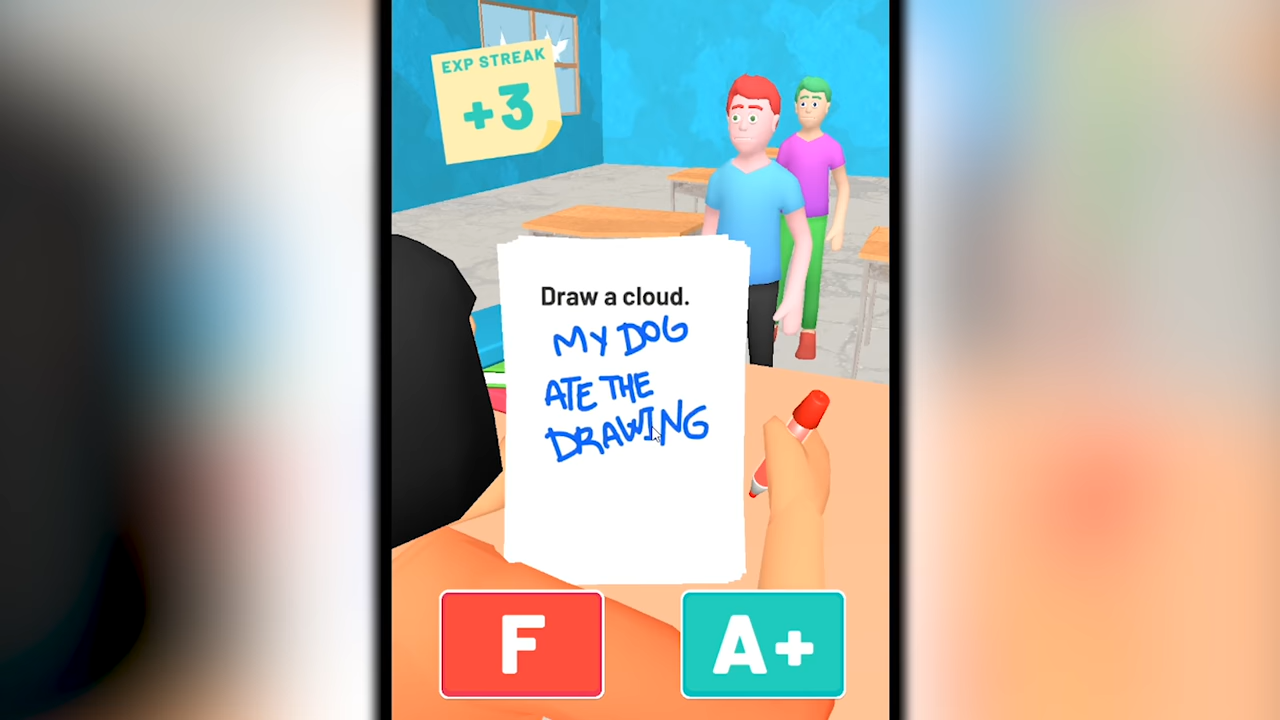 EXP STREAK
+3
Draw a cloud.
MY DOG
ATE THE
DRAWING
F
A+